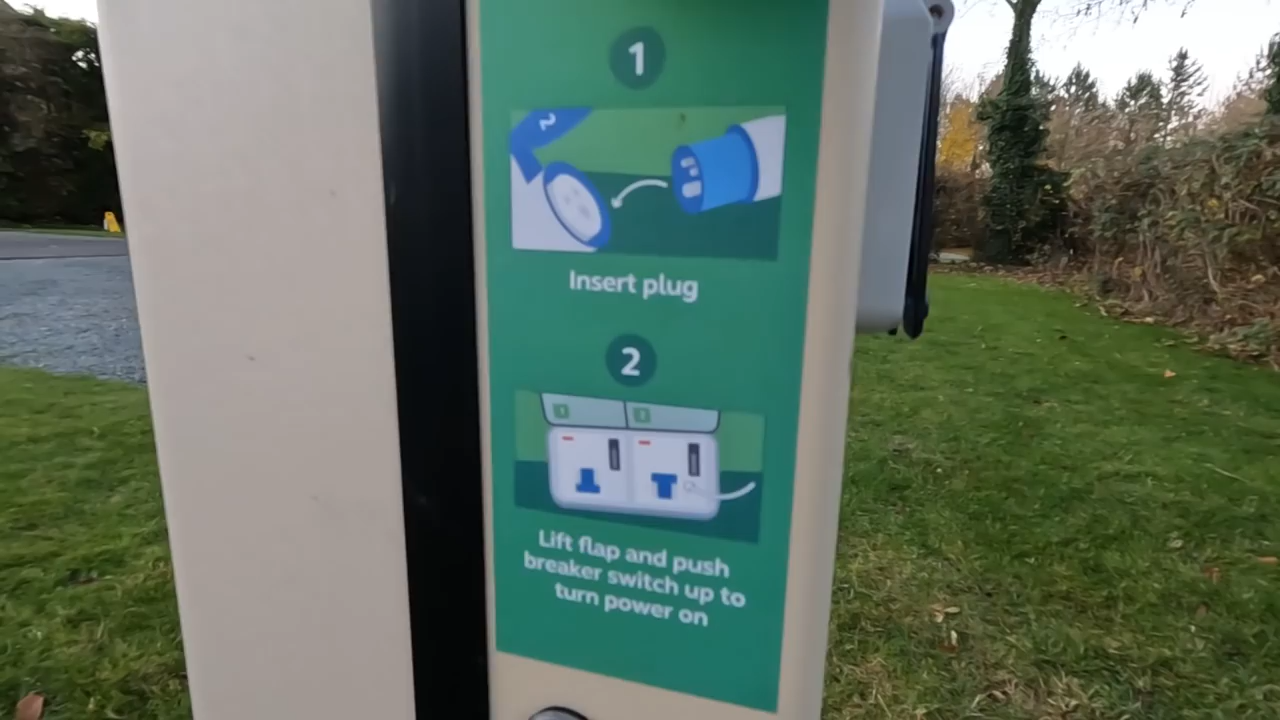 1
Insert plug
2
Lift flap and push
breaker switch up to
turn power on